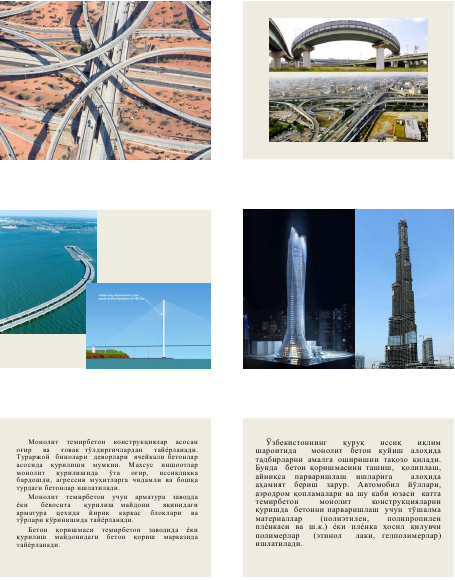 Монолит темирбетон конструкциялар асосан
оғир ва ғовак тўлдиргичлардан тайёрланади.
Туражой бинолари деворлари ячейкали бетонлар
асосида қурилиши мумкин. Махсус иншоотлар
монолит қурилишида ўта оғир, иссиқликка
бардошли, агрессив муҳитларга чидамли ва бошқа
турдаги бетонлар ишлатилади.
Монолит темирбетон учун арматура заводда
ёки бевосита қурилиш майдони яқинидаги
арматура цехида йирик каркас блоклари ва
тўрлари кўринишида тайёрланади.
Бетон қоришмаси темирбетон заводида ёки
қурилиш майдонидаги бетон қориш марказида
тайёрланади.
Ўзбекистоннинг қуруқ иссиқ иқлим
шароитида монолит бетон қуйиш алоҳида
тадбирларни амалга оширишни тақозо қилади.
Бунда бетон қоришмасини ташиш, қолиплаш,
айниқса парваришлаш ишларига алоҳида
аҳамият бериш зарур. Автомобил йўллари,
аэродром қопламалари ва шу каби юзаси катта
темирбетон монолит конструкцияларни
қуришда бетонни парваришлаш учун тўшалма
материаллар (полиэтилен, полипропилен
плёнкаси ва ш.к.) ёки плёнка ҳосил қилувчи
полимерлар (этинол лаки, гелполимерлар)
ишлатилади.